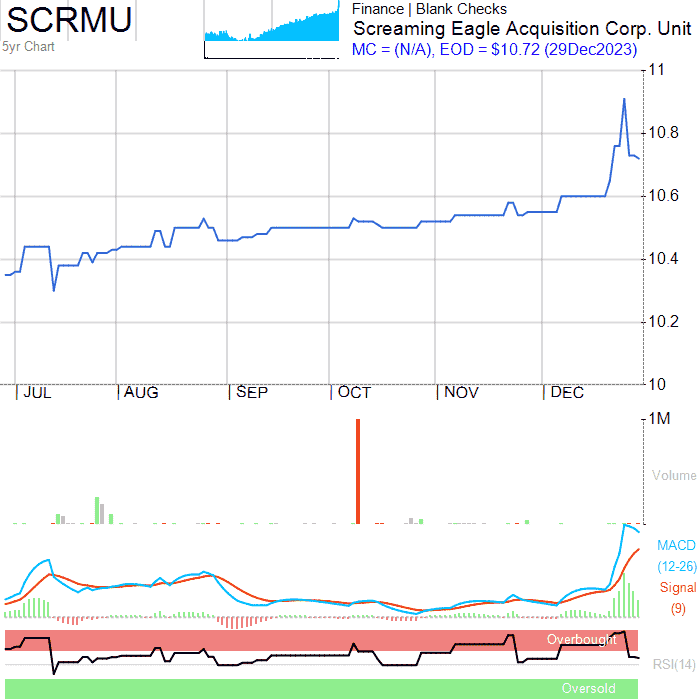 SCRMU
5yr Chart
Finance | Blank Checks
Screaming Eagle Acquisition Corp. Unit
MC = (N/A), EOD = $10.72 (29Dec2023)
11
10.8
10.6
10.4
10.2
10
JUL AUG SEP OCT NOV DEC
1M
Volume
MACD
(12-26)
Signal
(9)
Overbought
RSI(14)
Oversold